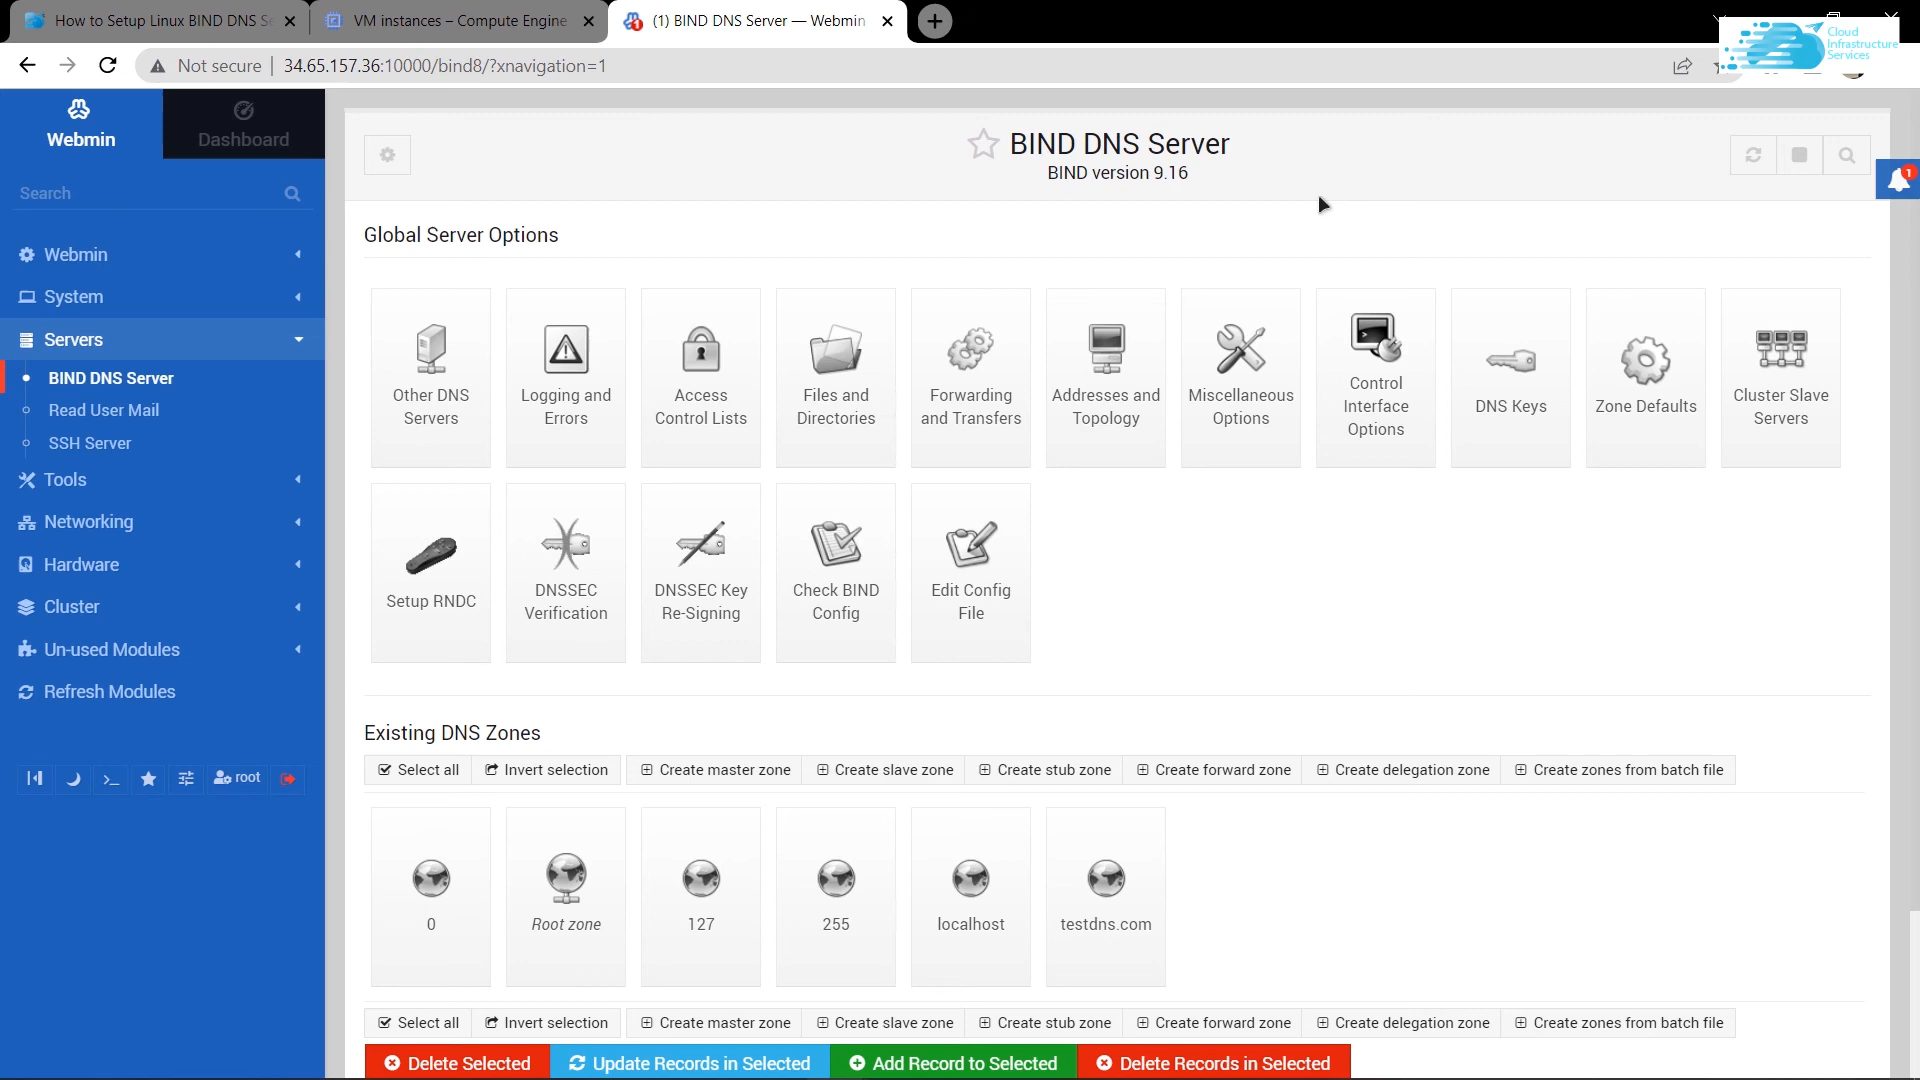 How to Setup Linux BIND DNS Se
VM instances – Compute Engine
(1) BIND DNS Server — Webmin
Cloud
Infrastructure
Services
Not secure
34.65.157.36:10000/bind8/?xnavigation=1
Webmin
Dashboard
BIND DNS Server
BIND version 9.16
1
Search
Global Server Options
Webmin
System
Servers
BIND DNS Server
Read User Mail
SSH Server
Tools
Networking
Hardware
Cluster
Un-used Modules
Refresh Modules
root
Other DNS
Servers
Logging and
Errors
Access
Control Lists
Files and
Directories
Forwarding
and Transfers
Addresses and
Topology
Miscellaneous
Options
Control
Interface
Options
DNS Keys
Zone Defaults
Cluster Slave
Servers
Setup RNDC
DNSSEC
Verification
DNSSEC Key
Re-Signing
Check BIND
Config
Edit Config
File
Existing DNS Zones
Select all
Invert selection
Create master zone
Create slave zone
Create stub zone
Create forward zone
Create delegation zone
Create zones from batch file
0
Root zone
127
255
localhost
testdns.com
Select all
Invert selection
Create master zone
Create slave zone
Create stub zone
Create forward zone
Create delegation zone
Create zones from batch file
Delete Selected
Update Records in Selected
Add Record to Selected
Delete Records in Selected